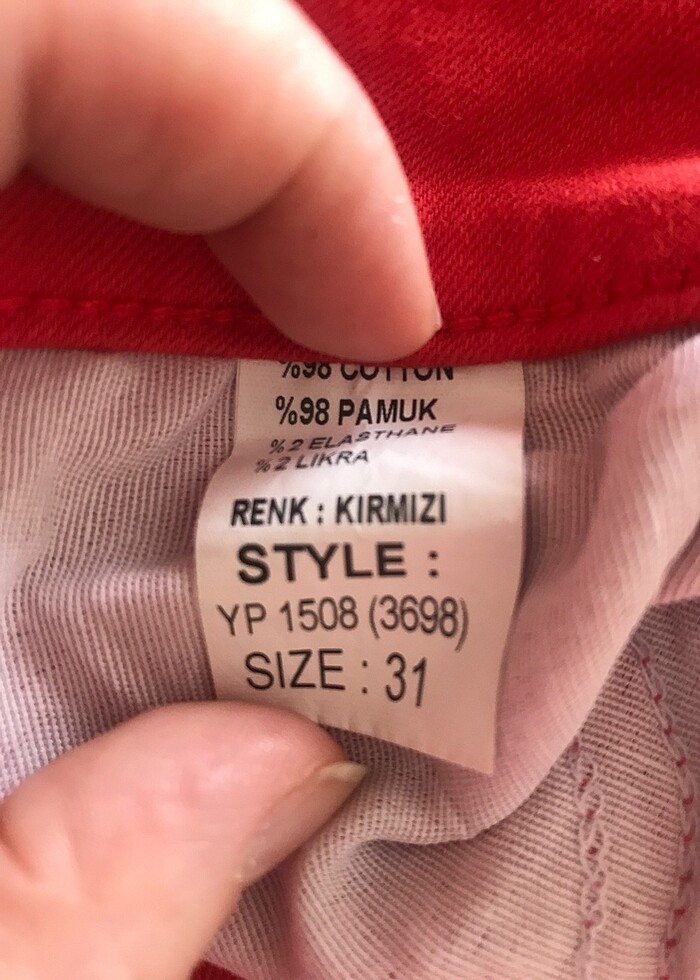 %98 COTTON
%98 PAMUK
%2 ELASTHANE
%2 LIKRA
RENK : KIRMIZI
STYLE :
YP 1508 (3698)
SIZE : 31